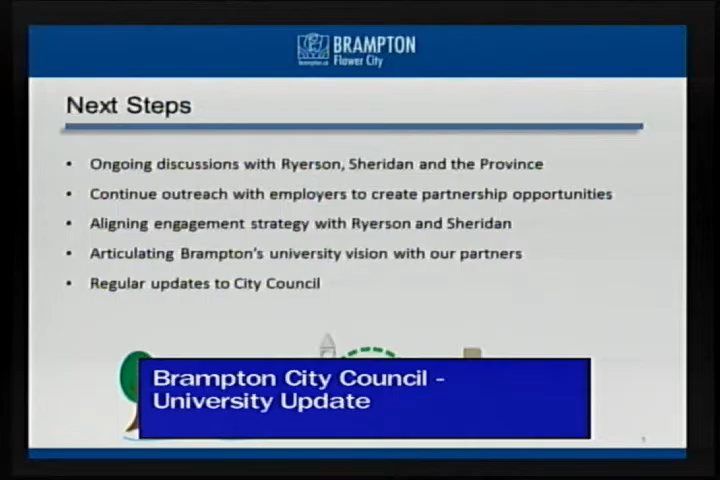 BRAMPTON
Flower City
Next Steps
• Ongoing discussions with Ryerson, Sheridan and the Province
• Continue outreach with employers to create partnership opportunities
• Aligning engagement strategy with Ryerson and Sheridan
• Articulating Brampton's university vision with our partners
• Regular updates to City Council
Brampton City Council -
University Update